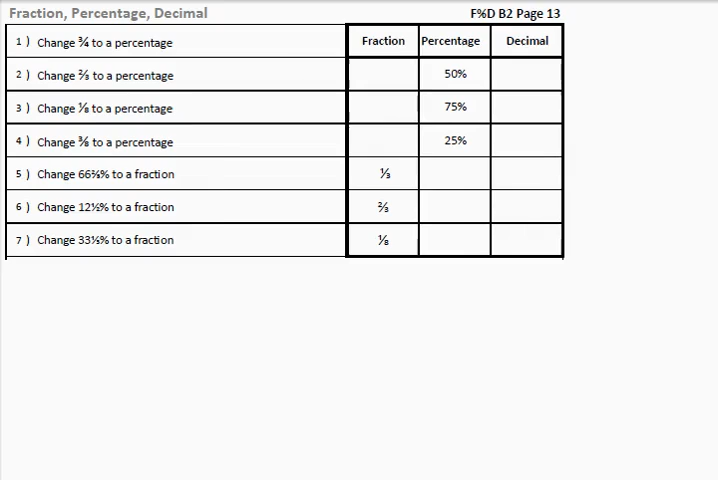 Fraction, Percentage, Decimal F%D B2 Page 13
1 ) Change ¾ to a percentage Fraction Percentage Decimal
2 ) Change ⅔ to a percentage 50%
3 ) Change ⅛ to a percentage 75%
4 ) Change ⅜ to a percentage 25%
5 ) Change 66⅔% to a fraction ⅓
6 ) Change 12½% to a fraction ⅔
7 ) Change 33⅓% to a fraction ⅛